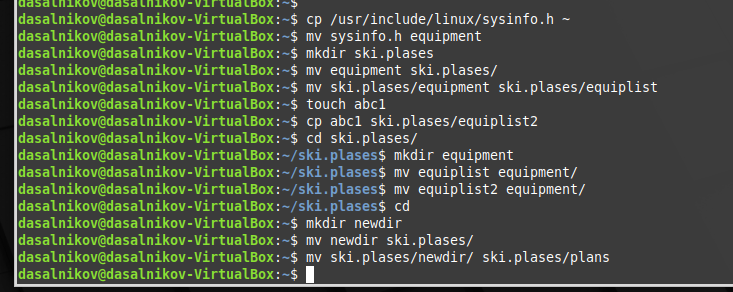 dasalnikov@dasalnikov-VirtualBox:~$
dasalnikov@dasalnikov-VirtualBox:~$ cp /usr/include/linux/sysinfo.h ~
dasalnikov@dasalnikov-VirtualBox:~$ mv sysinfo.h equipment
dasalnikov@dasalnikov-VirtualBox:~$ mkdir ski.plases
dasalnikov@dasalnikov-VirtualBox:~$ mv equipment ski.plases/
dasalnikov@dasalnikov-VirtualBox:~$ mv ski.plases/equipment ski.plases/equiplist
dasalnikov@dasalnikov-VirtualBox:~$ touch abc1
dasalnikov@dasalnikov-VirtualBox:~$ cp abc1 ski.plases/equiplist2
dasalnikov@dasalnikov-VirtualBox:~$ cd ski.plases/
dasalnikov@dasalnikov-VirtualBox:~/ski.plases$ mkdir equipment
dasalnikov@dasalnikov-VirtualBox:~/ski.plases$ mv equiplist equipment/
dasalnikov@dasalnikov-VirtualBox:~/ski.plases$ mv equiplist2 equipment/
dasalnikov@dasalnikov-VirtualBox:~/ski.plases$ cd
dasalnikov@dasalnikov-VirtualBox:~$ mkdir newdir
dasalnikov@dasalnikov-VirtualBox:~$ mv newdir ski.plases/
dasalnikov@dasalnikov-VirtualBox:~$ mv ski.plases/newdir/ ski.plases/plans
dasalnikov@dasalnikov-VirtualBox:~$